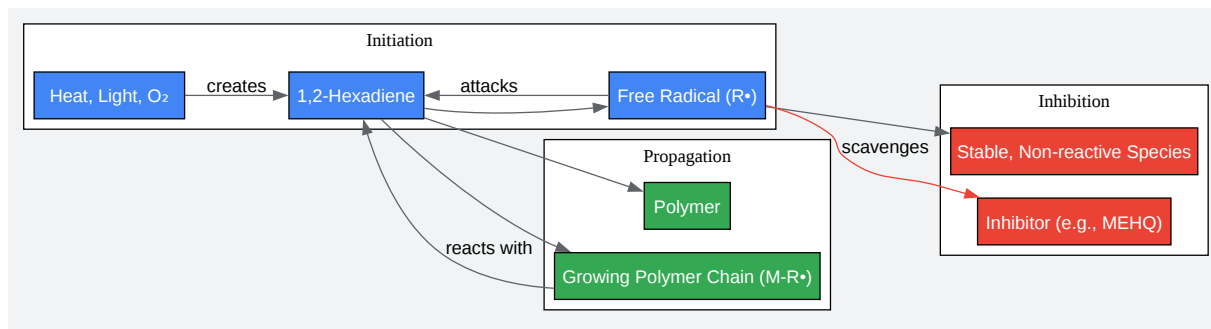 Initiation
Heat, Light, O₂
creates
1,2-Hexadiene
attacks
Free Radical (R•)
Inhibition
Stable, Non-reactive Species
scavenges
Inhibitor (e.g., MEHQ)
Propagation
Polymer
reacts with
Growing Polymer Chain (M-R•)